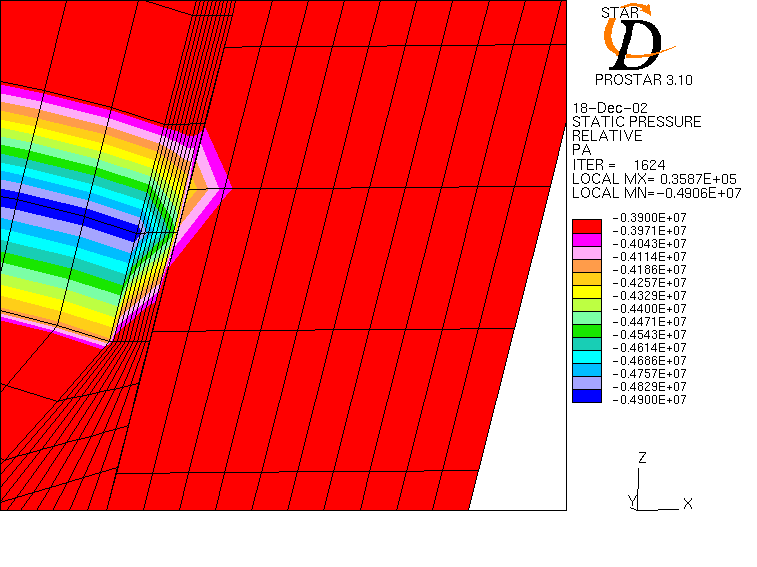 STAR
D
PROSTAR 3.10
18-Dec-02
STATIC PRESSURE
RELATIVE
PA
ITER = 1624
LOCAL MX= 0.3587E+05
LOCAL MN=-0.4906E+07
-0.3900E+07
-0.3971E+07
-0.4043E+07
-0.4114E+07
-0.4186E+07
-0.4257E+07
-0.4329E+07
-0.4400E+07
-0.4471E+07
-0.4543E+07
-0.4614E+07
-0.4686E+07
-0.4757E+07
-0.4829E+07
-0.4900E+07
Z
Y
X